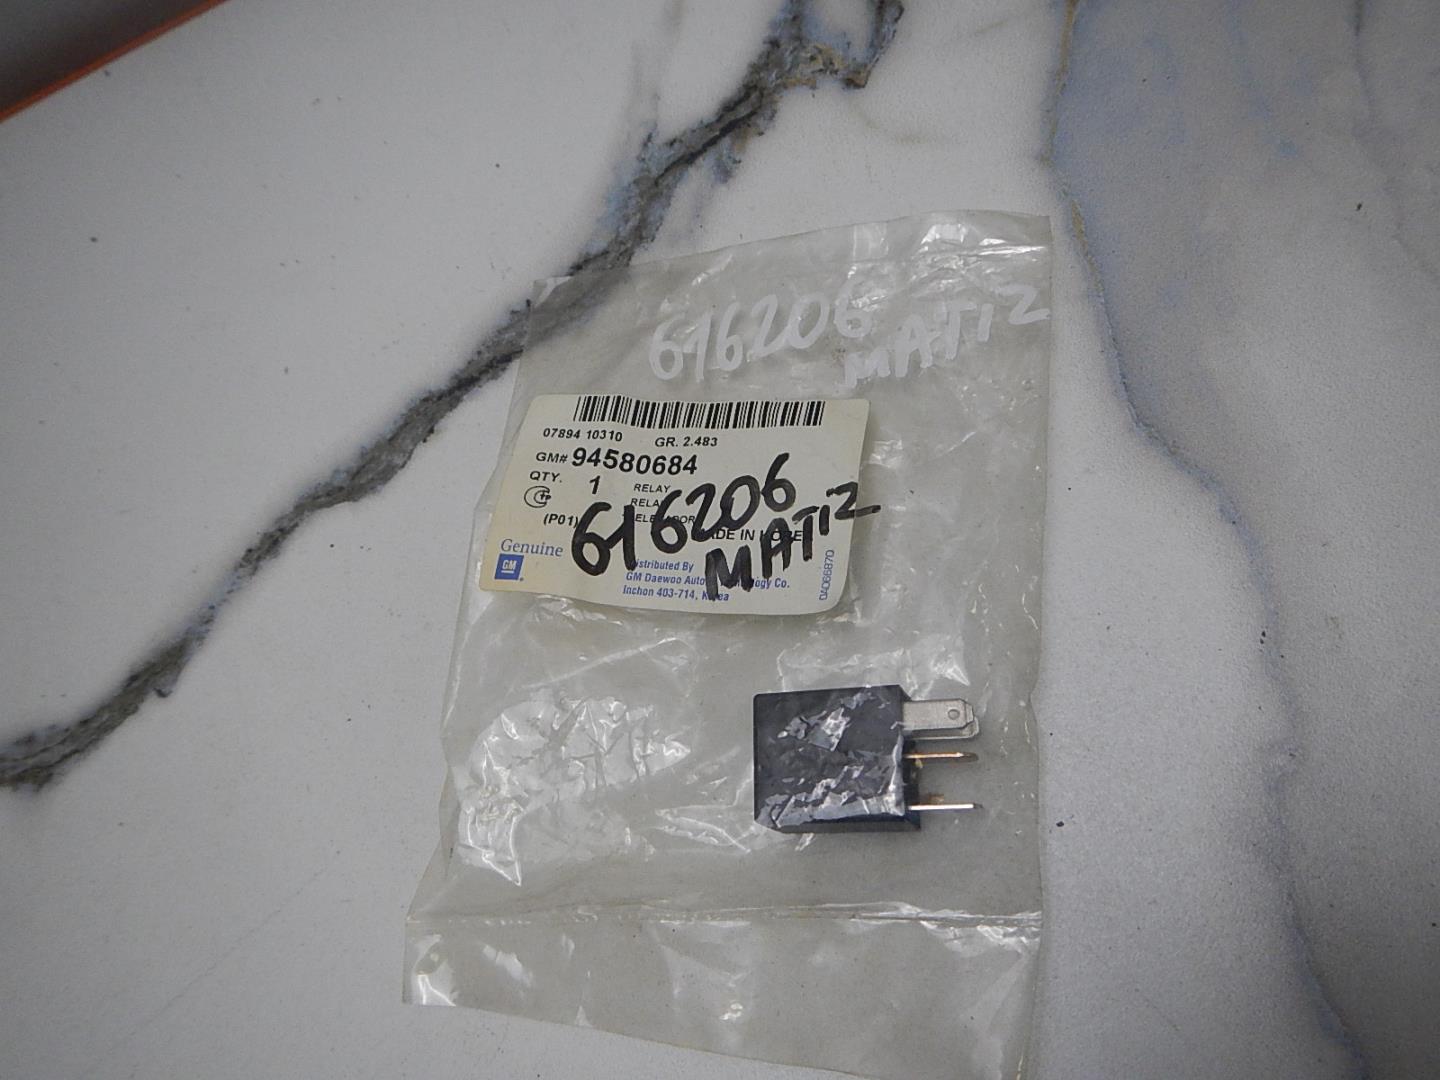 616206
MATIZ
07894 10310 GR. 2.483
GM# 94580684
QTY. 1 RELAY
(P01)
616206
MATIZ
Genuine
GM
Distributed By
GM Daewoo Auto
Inchon 403-714, Korea
0A066870